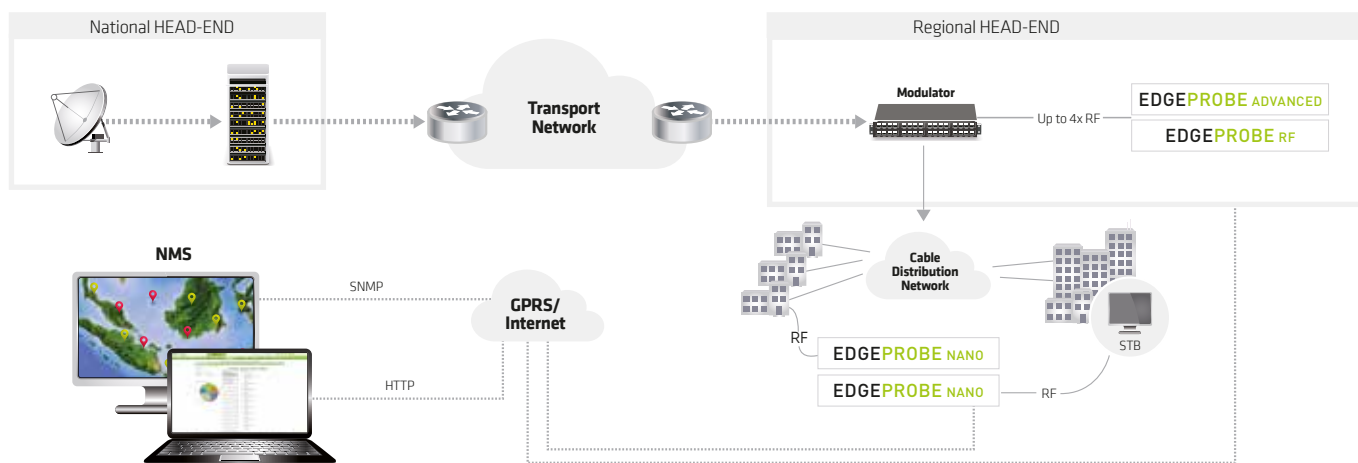 National HEAD-END
Regional HEAD-END
Transport
Network
Modulator
Up to 4x RF
EDGEPROBE ADVANCED
EDGEPROBE RF
NMS
SNMP
HTTP
GPRS/
Internet
Cable
Distribution
Network
STB
RF
EDGEPROBE NANO
EDGEPROBE NANO
RF